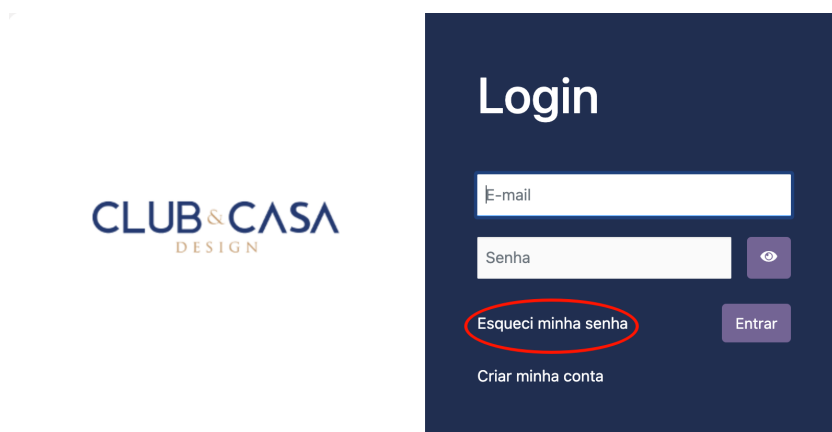 CLUB&CASA
DESIGN
Login
E-mail
Senha
Esqueci minha senha
Entrar
Criar minha conta